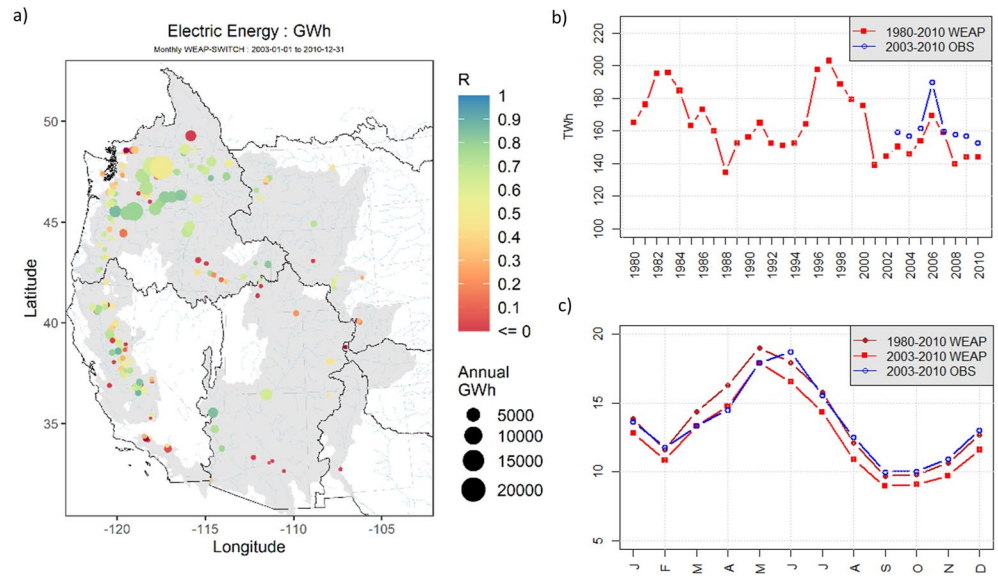 a)
Electric Energy : GWh
Monthly WEAP-SWITCH : 2003-01-01 to 2010-12-31
50
45
40
35
Latitude
-120
-115
-110
-105
Longitude
R
1
0.9
0.8
0.7
0.6
0.5
0.4
0.3
0.2
0.1
<= 0
Annual
GWh
5000
10000
15000
20000
b)
1980-2010 WEAP
2003-2010 OBS
220
200
180
160
140
120
100
TWh
1980
1982
1984
1986
1988
1990
1992
1994
1996
1998
2000
2002
2004
2006
2008
2010
c)
1980-2010 WEAP
2003-2010 WEAP
2003-2010 OBS
20
15
10
5
J
F
M
A
M
J
J
A
S
O
N
D